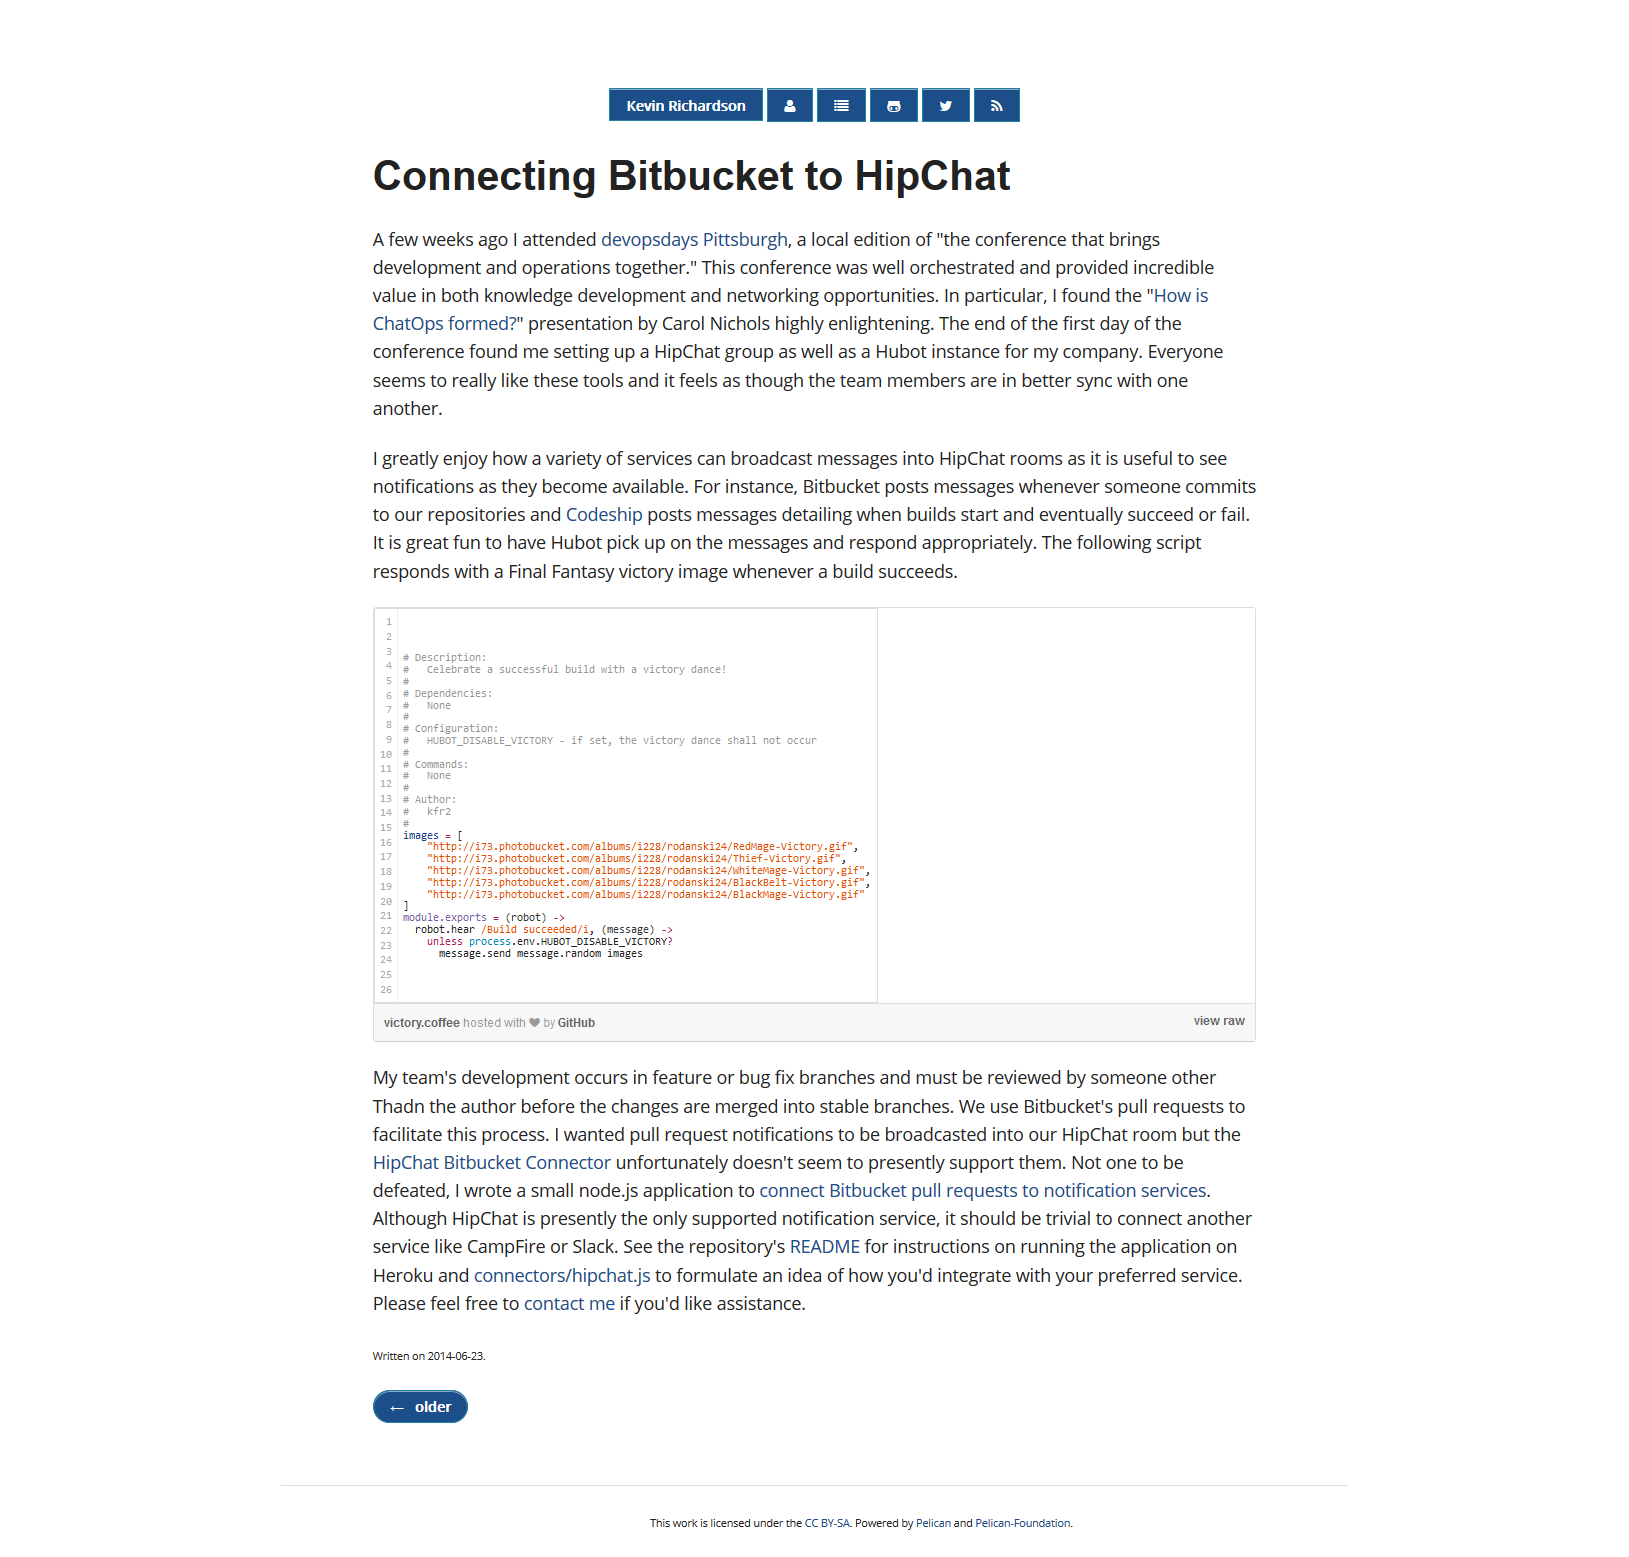 Kevin Richardson
Connecting Bitbucket to HipChat
A few weeks ago I attended devopsdays Pittsburgh, a local edition of "the conference that brings
development and operations together." This conference was well orchestrated and provided incredible
value in both knowledge development and networking opportunities. In particular, I found the "How is
ChatOps formed?" presentation by Carol Nichols highly enlightening. The end of the first day of the
conference found me setting up a HipChat group as well as a Hubot instance for my company. Everyone
seems to really like these tools and it feels as though the team members are in better sync with one
another.
I greatly enjoy how a variety of services can broadcast messages into HipChat rooms as it is useful to see
notifications as they become available. For instance, Bitbucket posts messages whenever someone commits
to our repositories and Codeship posts messages detailing when builds start and eventually succeed or fail.
It is great fun to have Hubot pick up on the messages and respond appropriately. The following script
responds with a Final Fantasy victory image whenever a build succeeds.
1
2
3
4
5
6
7
8
9
10
11
12
13
14
15
16
17
18
19
20
21
22
23
24
25
26
# Description:
#   Celebrate a successful build with a victory dance!
#
# Dependencies:
#   None
#
# Configuration:
#   HUBOT_DISABLE_VICTORY - if set, the victory dance shall not occur
#
# Commands:
#   None
#
# Author:
#   kfr2
#
images = [
    "http://i73.photobucket.com/albums/i228/rodanski24/RedMage-Victory.gif",
    "http://i73.photobucket.com/albums/i228/rodanski24/Thief-Victory.gif",
    "http://i73.photobucket.com/albums/i228/rodanski24/WhiteMage-Victory.gif",
    "http://i73.photobucket.com/albums/i228/rodanski24/BlackBelt-Victory.gif",
    "http://i73.photobucket.com/albums/i228/rodanski24/BlackMage-Victory.gif"
]
module.exports = (robot) ->
  robot.hear /Build succeeded/i, (message) ->
    unless process.env.HUBOT_DISABLE_VICTORY?
      message.send message.random images
victory.coffee hosted with ❤ by GitHub view raw
My team's development occurs in feature or bug fix branches and must be reviewed by someone other
Thadn the author before the changes are merged into stable branches. We use Bitbucket's pull requests to
facilitate this process. I wanted pull request notifications to be broadcasted into our HipChat room but the
HipChat Bitbucket Connector unfortunately doesn't seem to presently support them. Not one to be
defeated, I wrote a small node.js application to connect Bitbucket pull requests to notification services.
Although HipChat is presently the only supported notification service, it should be trivial to connect another
service like CampFire or Slack. See the repository's README for instructions on running the application on
Heroku and connectors/hipchat.js to formulate an idea of how you'd integrate with your preferred service.
Please feel free to contact me if you'd like assistance.
Written on 2014-06-23.
← older
This work is licensed under the CC BY-SA. Powered by Pelican and Pelican-Foundation.